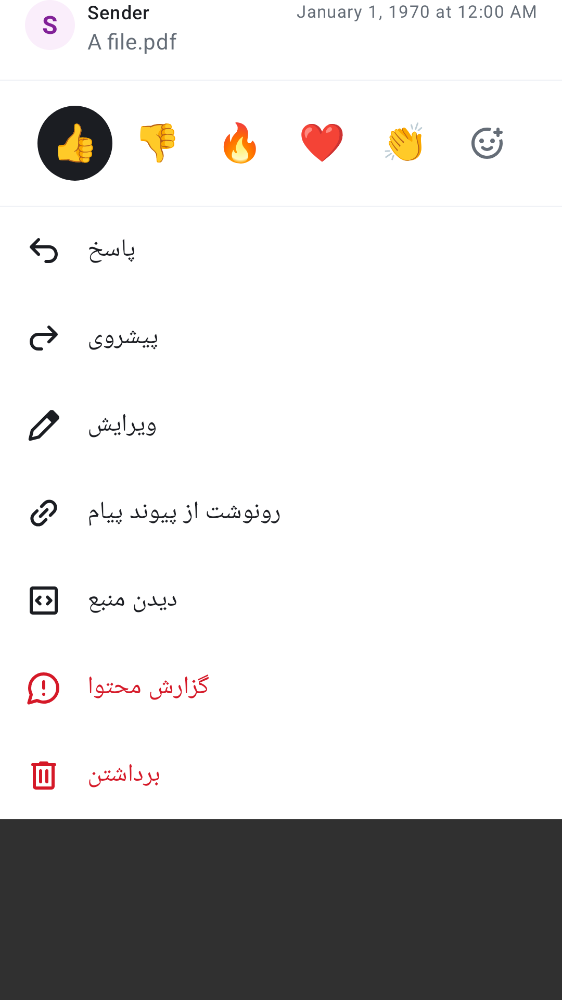 S
Sender
January 1, 1970 at 12:00 AM
A file.pdf
پاسخ
پیشروی
ویرایش
رونوشت از پیوند پیام
دیدن منبع
گزارش محتوا
برداشتن